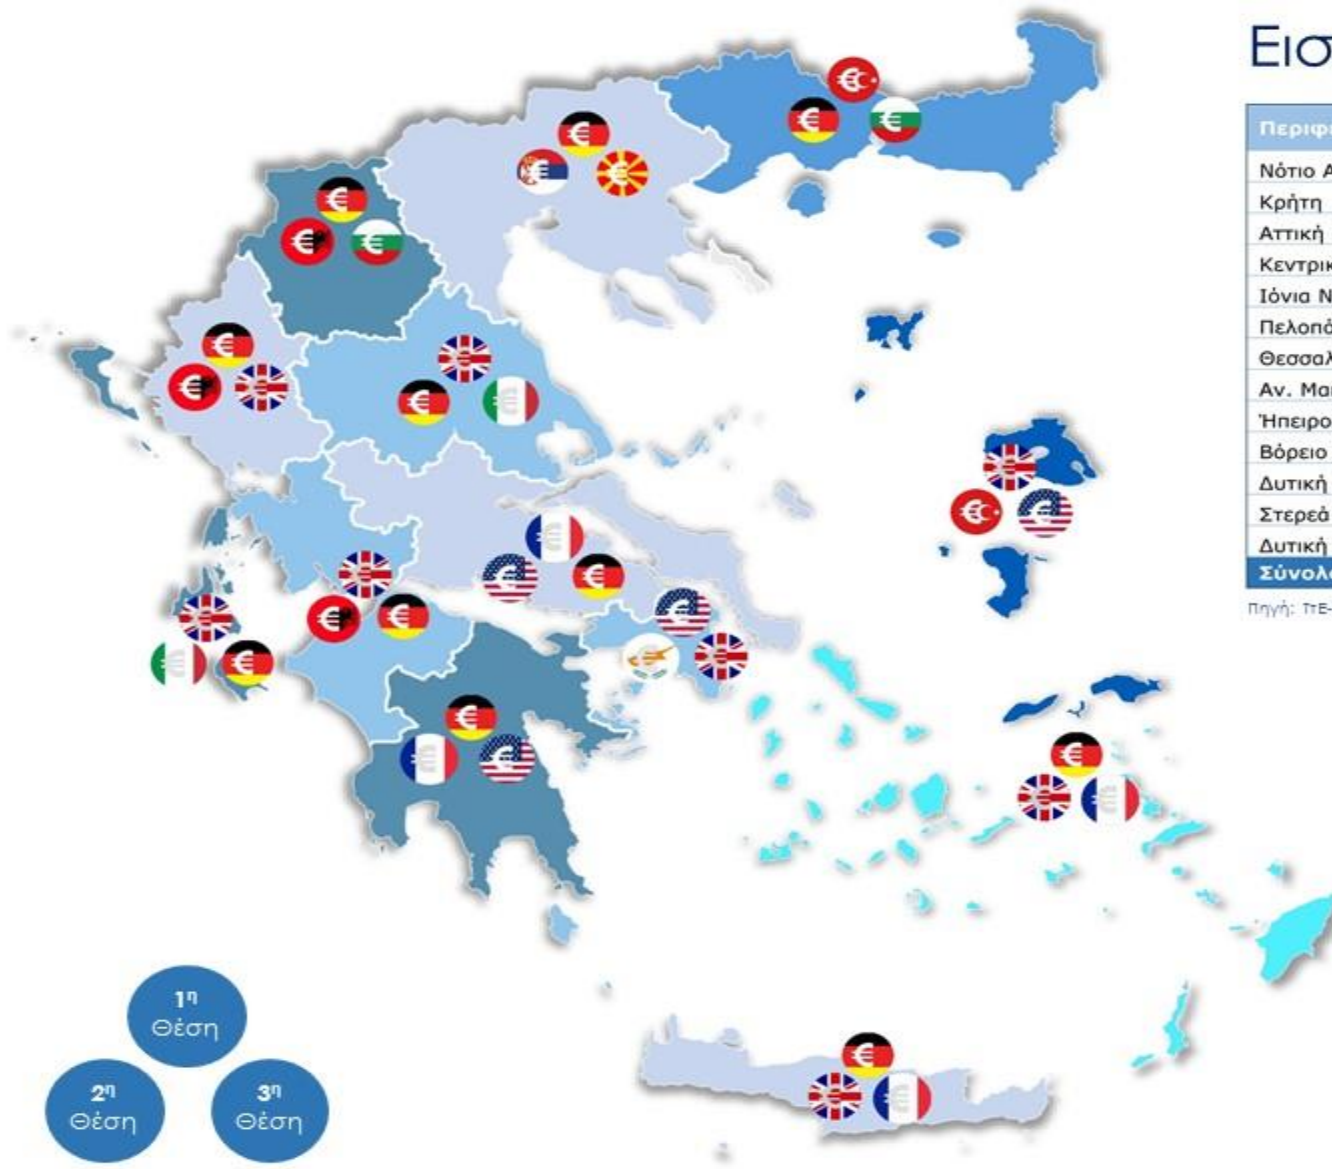 Εισ
Περιφ
Νότιο Α
Κρήτη
Αττική
Κεντρικ
Ιόνια Ν
Πελοπό
Θεσσαλ
Αν. Μα
Ήπειρο
Βόρειο
Δυτική
Στερεά
Δυτική
Σύνολο
Πηγή: ΤτΕ-
1η
Θέση
2η
Θέση
3η
Θέση